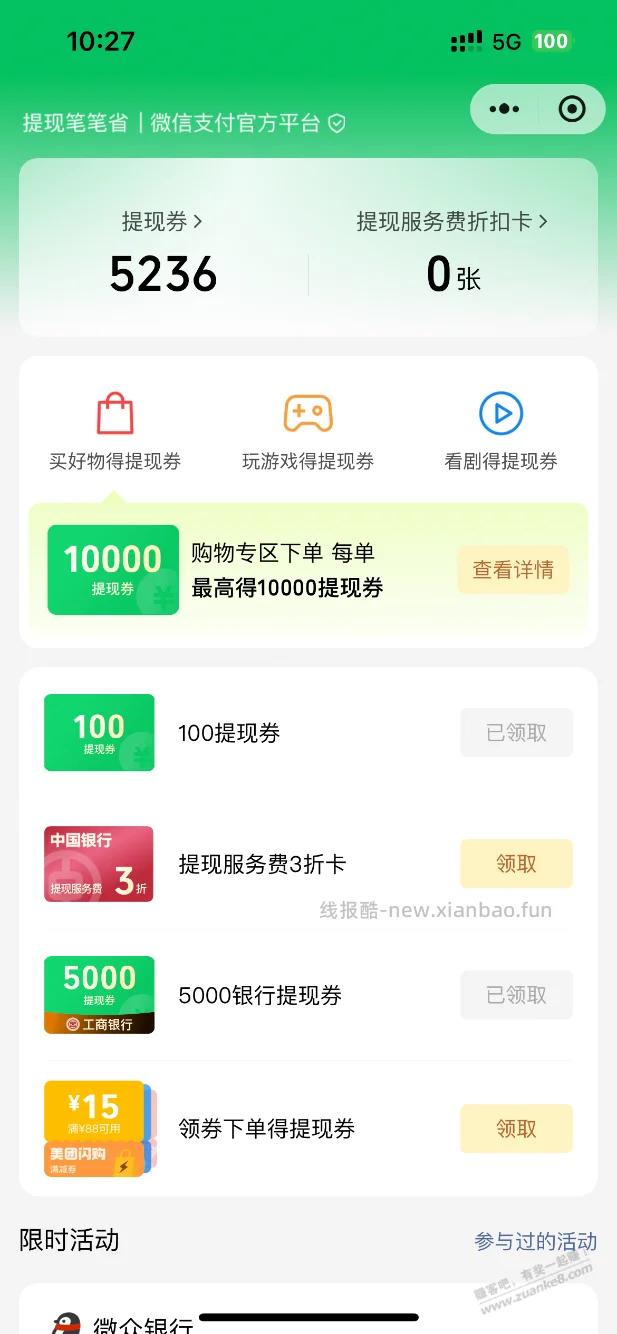 10:27
5G 100
提现笔笔省 | 微信支付官方平台
提现券
提现服务费折扣卡
5236
0张
买好物得提现券
玩游戏得提现券
看剧得提现券
10000
提现券
购物专区下单 每单
最高得10000提现券
查看详情
100
提现券
100提现券
已领取
中国银行
提现服务费 3折
提现服务费3折卡
领取
线报酷-new.xianbao.fun
5000
提现券
工商银行
5000银行提现券
已领取
¥15
满¥88可用
美团闪购
满减券
领券下单得提现券
领取
限时活动
参与过的活动
赚客吧,有奖一起赚!
www.zuanke8.com
微众银行